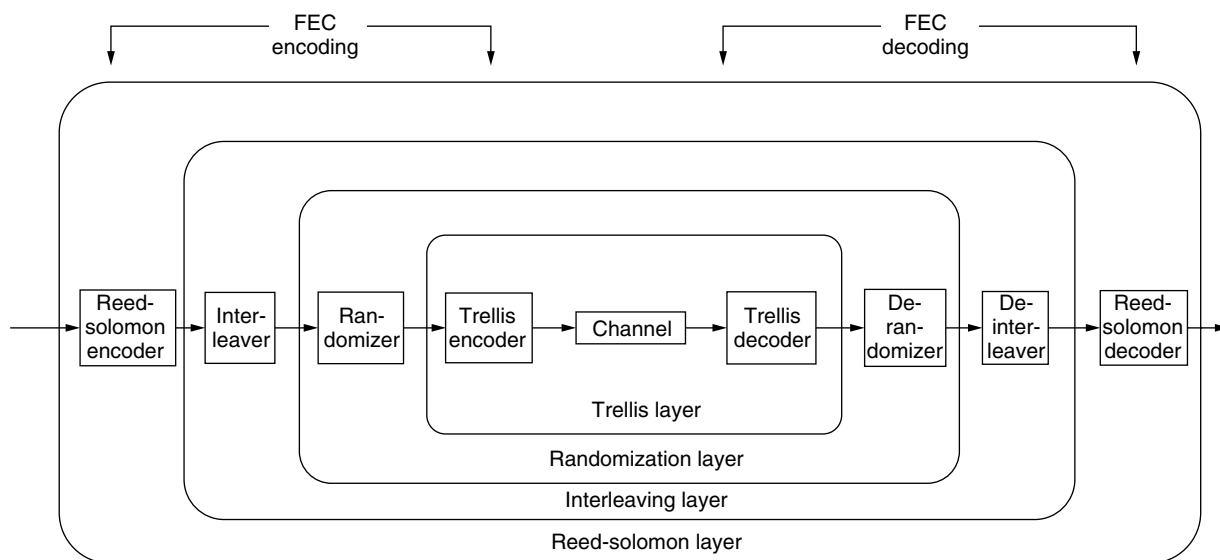 FEC
encoding
FEC
decoding
Reed-
solomon
encoder
Inter-
leaver
Ran-
domizer
Trellis
encoder
Channel
Trellis
decoder
De-
ran-
domizer
De-
inter-
leaver
Reed-
solomon
decoder
Trellis layer
Randomization layer
Interleaving layer
Reed-solomon layer